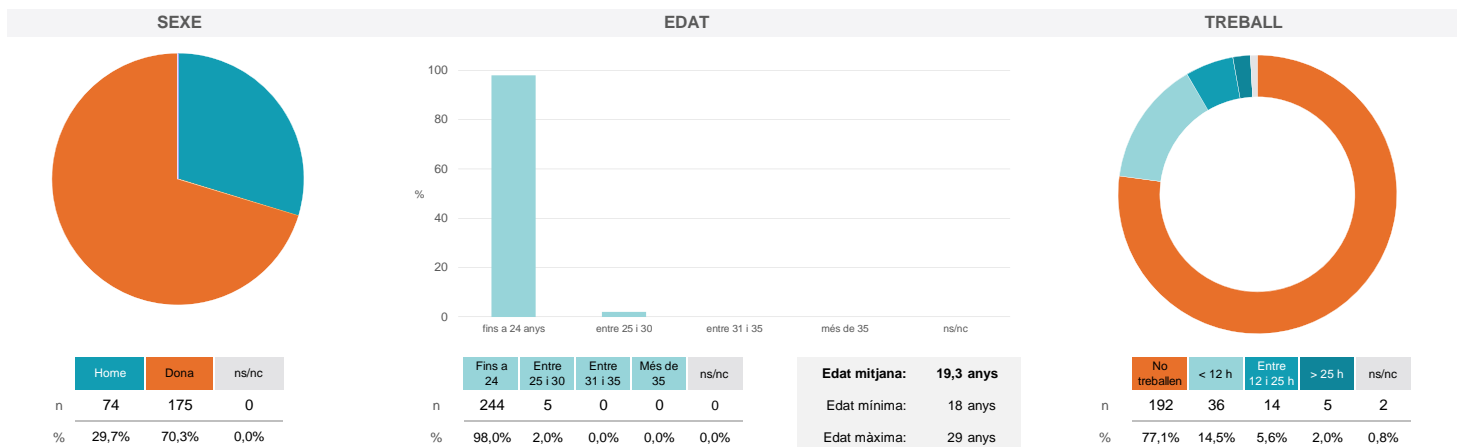 SEXE EDAT TREBALL
100
80
60
%
40
20
0
fins a 24 anys entre 25 i 30 entre 31 i 35 més de 35 ns/nc
Home Dona ns/nc
n 74 175 0
% 29,7% 70,3% 0,0%
Fins a 24 Entre 25 i 30 Entre 31 i 35 Més de 35 ns/nc
n 244 5 0 0 0
% 98,0% 2,0% 0,0% 0,0% 0,0%
Edat mitjana: 19,3 anys
Edat mínima: 18 anys
Edat màxima: 29 anys
No treballen < 12 h Entre 12 i 25 h > 25 h ns/nc
n 192 36 14 5 2
% 77,1% 14,5% 5,6% 2,0% 0,8%